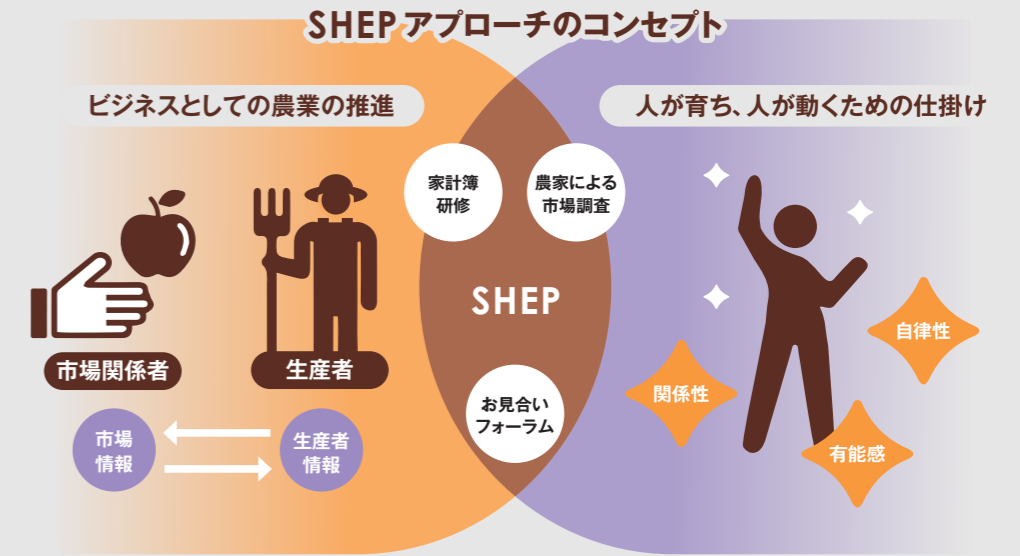 SHEP アプローチのコンセプト
ビジネスとしての農業の推進
人が育ち、人が動くための仕掛け
家計簿
研修
農家による
市場調査
SHEP
お見合い
フォーラム
市場関係者
生産者
市場
情報
生産者
情報
自律性
関係性
有能感